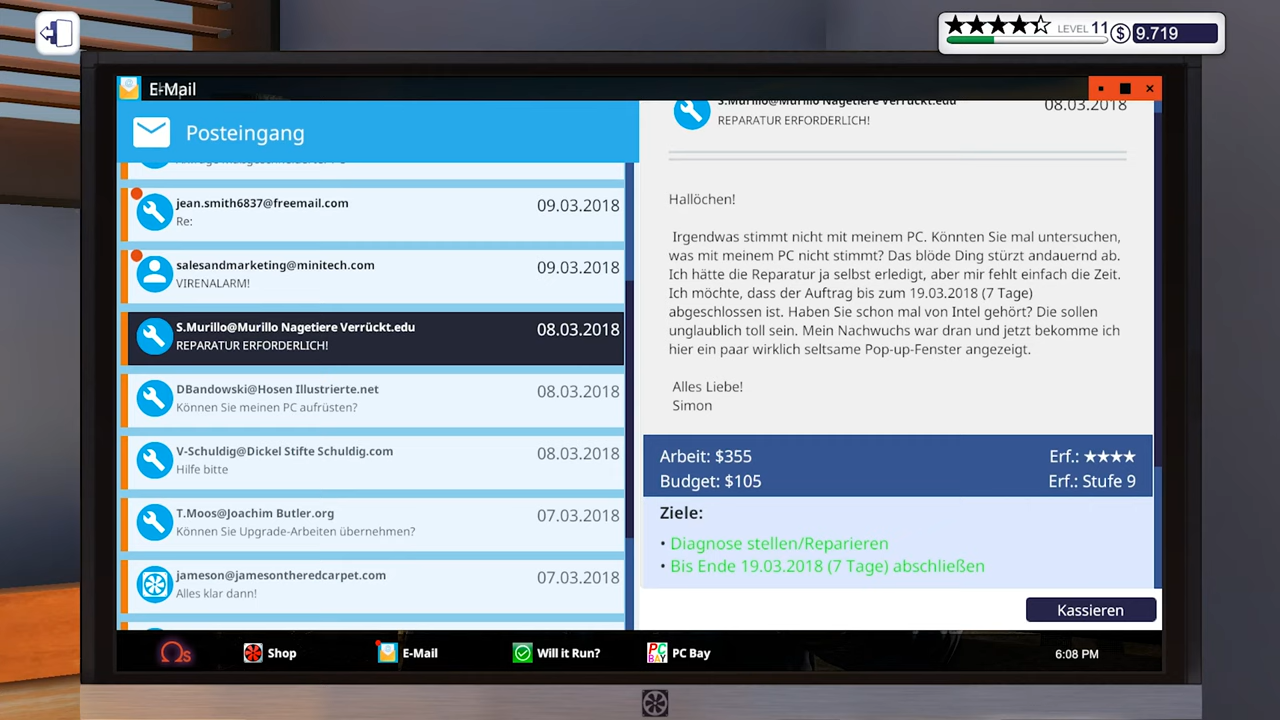 LEVEL 11
$ 9.719
E-Mail
Posteingang
jean.smith6837@freemail.com
09.03.2018
Re:
salesandmarketing@minitech.com
09.03.2018
VIRENALARM!
S.Murillo@Murillo Nagetiere Verrückt.edu
08.03.2018
REPARATUR ERFORDERLICH!
DBandowski@Hosen Illustrierte.net
08.03.2018
Können Sie meinen PC aufrüsten?
V-Schuldig@Dickel Stifte Schuldig.com
08.03.2018
Hilfe bitte
T.Moos@Joachim Butler.org
07.03.2018
Können Sie Upgrade-Arbeiten übernehmen?
jameson@jamesontheredcarpet.com
07.03.2018
Alles klar dann!
S.Murillo@Murillo Nagetiere Verrückt.edu
08.03.2018
REPARATUR ERFORDERLICH!
Hallöchen!
Irgendwas stimmt nicht mit meinem PC. Könnten Sie mal untersuchen,
was mit meinem PC nicht stimmt? Das blöde Ding stürzt andauernd ab.
Ich hätte die Reparatur ja selbst erledigt, aber mir fehlt einfach die Zeit.
Ich möchte, dass der Auftrag bis zum 19.03.2018 (7 Tage)
abgeschlossen ist. Haben Sie schon mal von Intel gehört? Die sollen
unglaublich toll sein. Mein Nachwuchs war dran und jetzt bekomme ich
hier ein paar wirklich seltsame Pop-up-Fenster angezeigt.
Alles Liebe!
Simon
Arbeit: $355
Erf.: ★★★★
Budget: $105
Erf.: Stufe 9
Ziele:
• Diagnose stellen/Reparieren
• Bis Ende 19.03.2018 (7 Tage) abschließen
Kassieren
Ωs
Shop
E-Mail
Will it Run?
PC BAY
PC Bay
6:08 PM